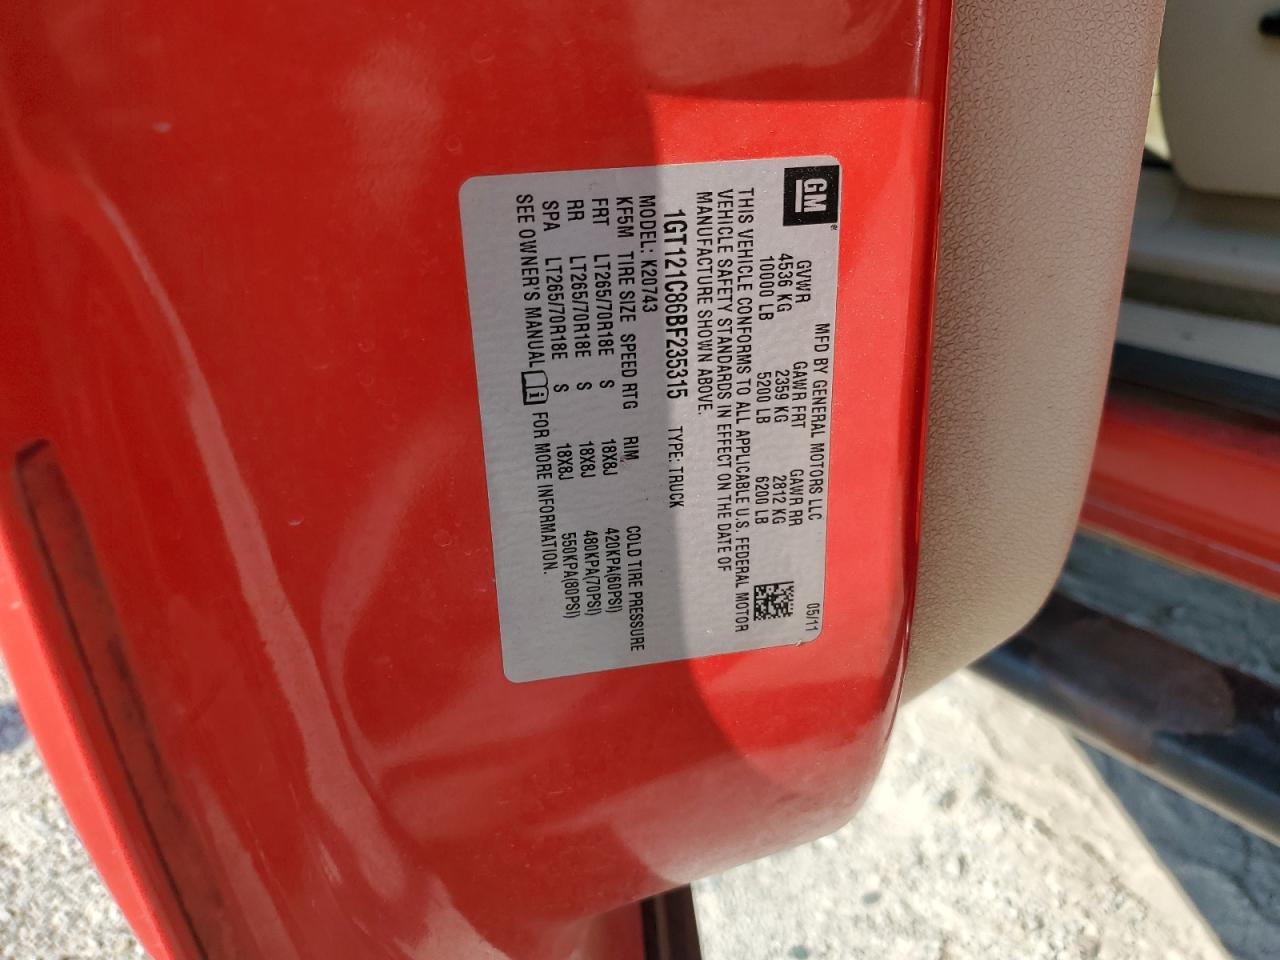 GM
MFD BY GENERAL MOTORS LLC 05/11
GVWR GAWR FRT GAWR RR
4536 KG 2359 KG 2812 KG
10000 LB 5200 LB 6200 LB
THIS VEHICLE CONFORMS TO ALL APPLICABLE U.S. FEDERAL MOTOR
VEHICLE SAFETY STANDARDS IN EFFECT ON THE DATE OF
MANUFACTURE SHOWN ABOVE.
1GT121C86BF235315 TYPE: TRUCK
MODEL: K20743
KF5M TIRE SIZE SPEED RTG RIM COLD TIRE PRESSURE
FRT LT265/70R18E S 18X8J 420KPA(60PSI)
RR LT265/70R18E S 18X8J 480KPA(70PSI)
SPA LT265/70R18E S 18X8J 550KPA(80PSI)
SEE OWNER'S MANUAL FOR MORE INFORMATION.